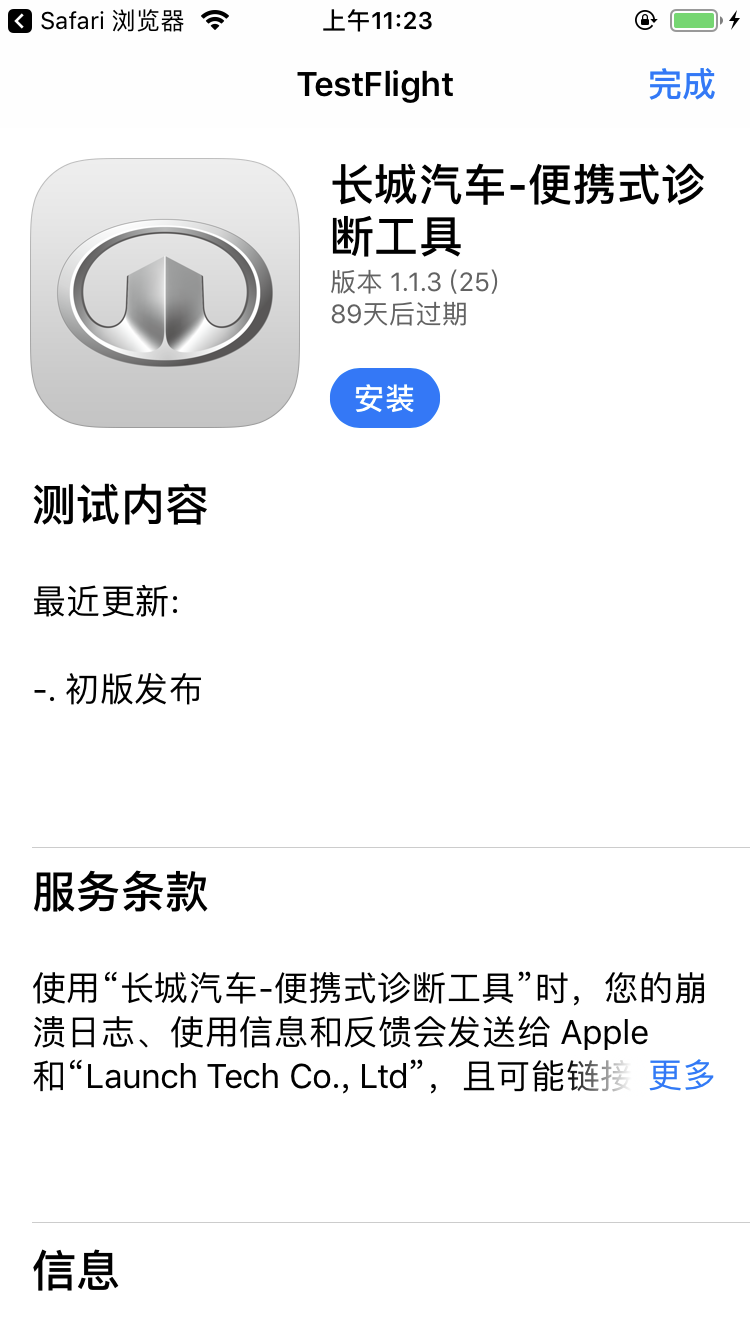 Safari 浏览器 上午11:23
TestFlight 完成
长城汽车-便携式诊
断工具
版本 1.1.3 (25)
89天后过期
安装
测试内容
最近更新:
-. 初版发布
服务条款
使用“长城汽车-便携式诊断工具”时，您的崩
溃日志、使用信息和反馈会发送给 Apple
和“Launch Tech Co., Ltd”，且可能链接 更多
信息